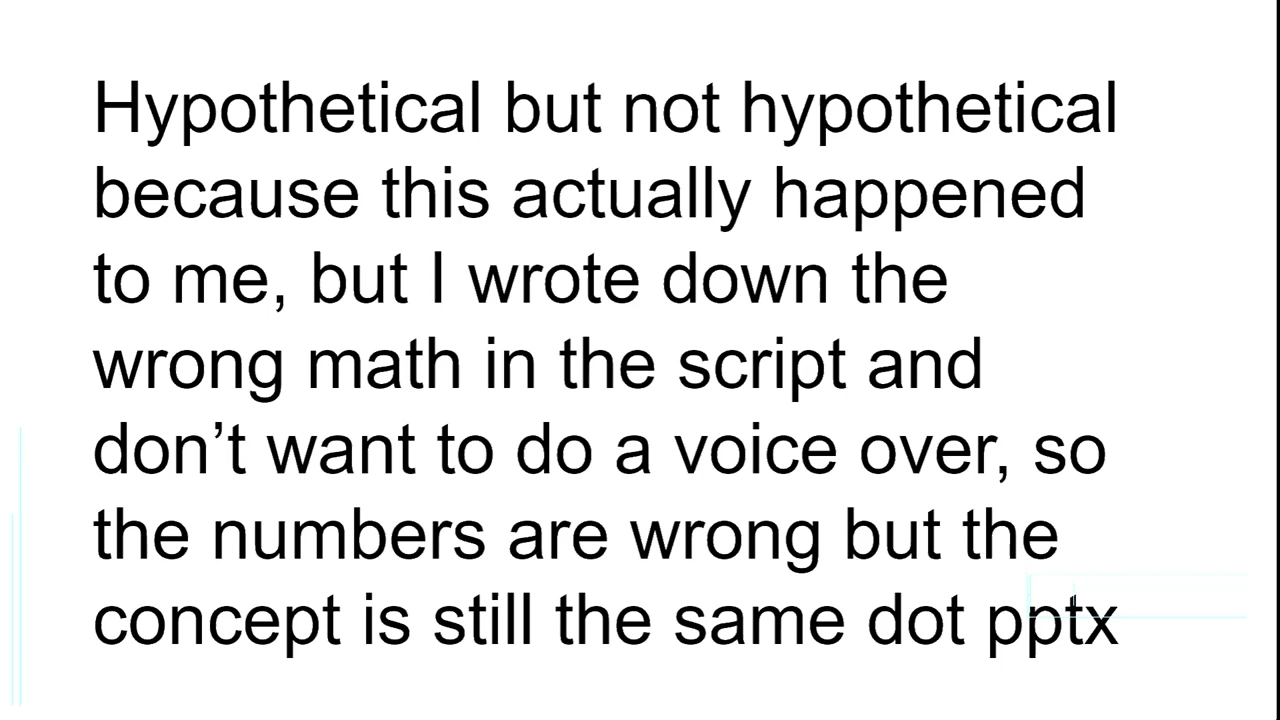 Hypothetical but not hypothetical
because this actually happened
to me, but I wrote down the
wrong math in the script and
don’t want to do a voice over, so
the numbers are wrong but the
concept is still the same dot pptx